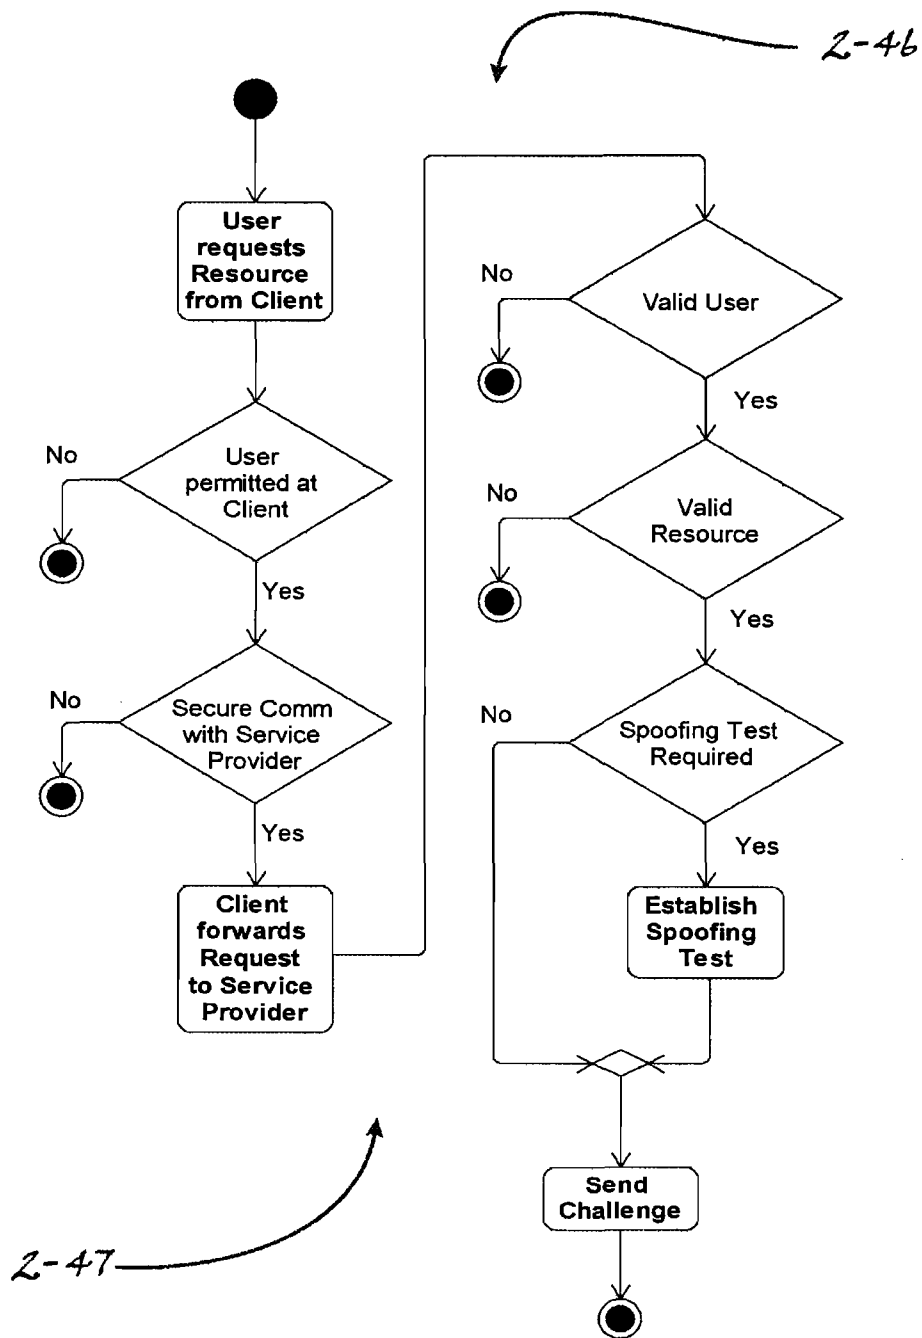 2-46
User
requests
Resource
from Client
No
User
permitted at
Client
Yes
No
Secure Comm
with Service
Provider
Yes
Client
forwards
Request
to Service
Provider
No
Valid User
Yes
No
Valid
Resource
Yes
No
Spoofing Test
Required
Yes
Establish
Spoofing
Test
Send
Challenge
2-47